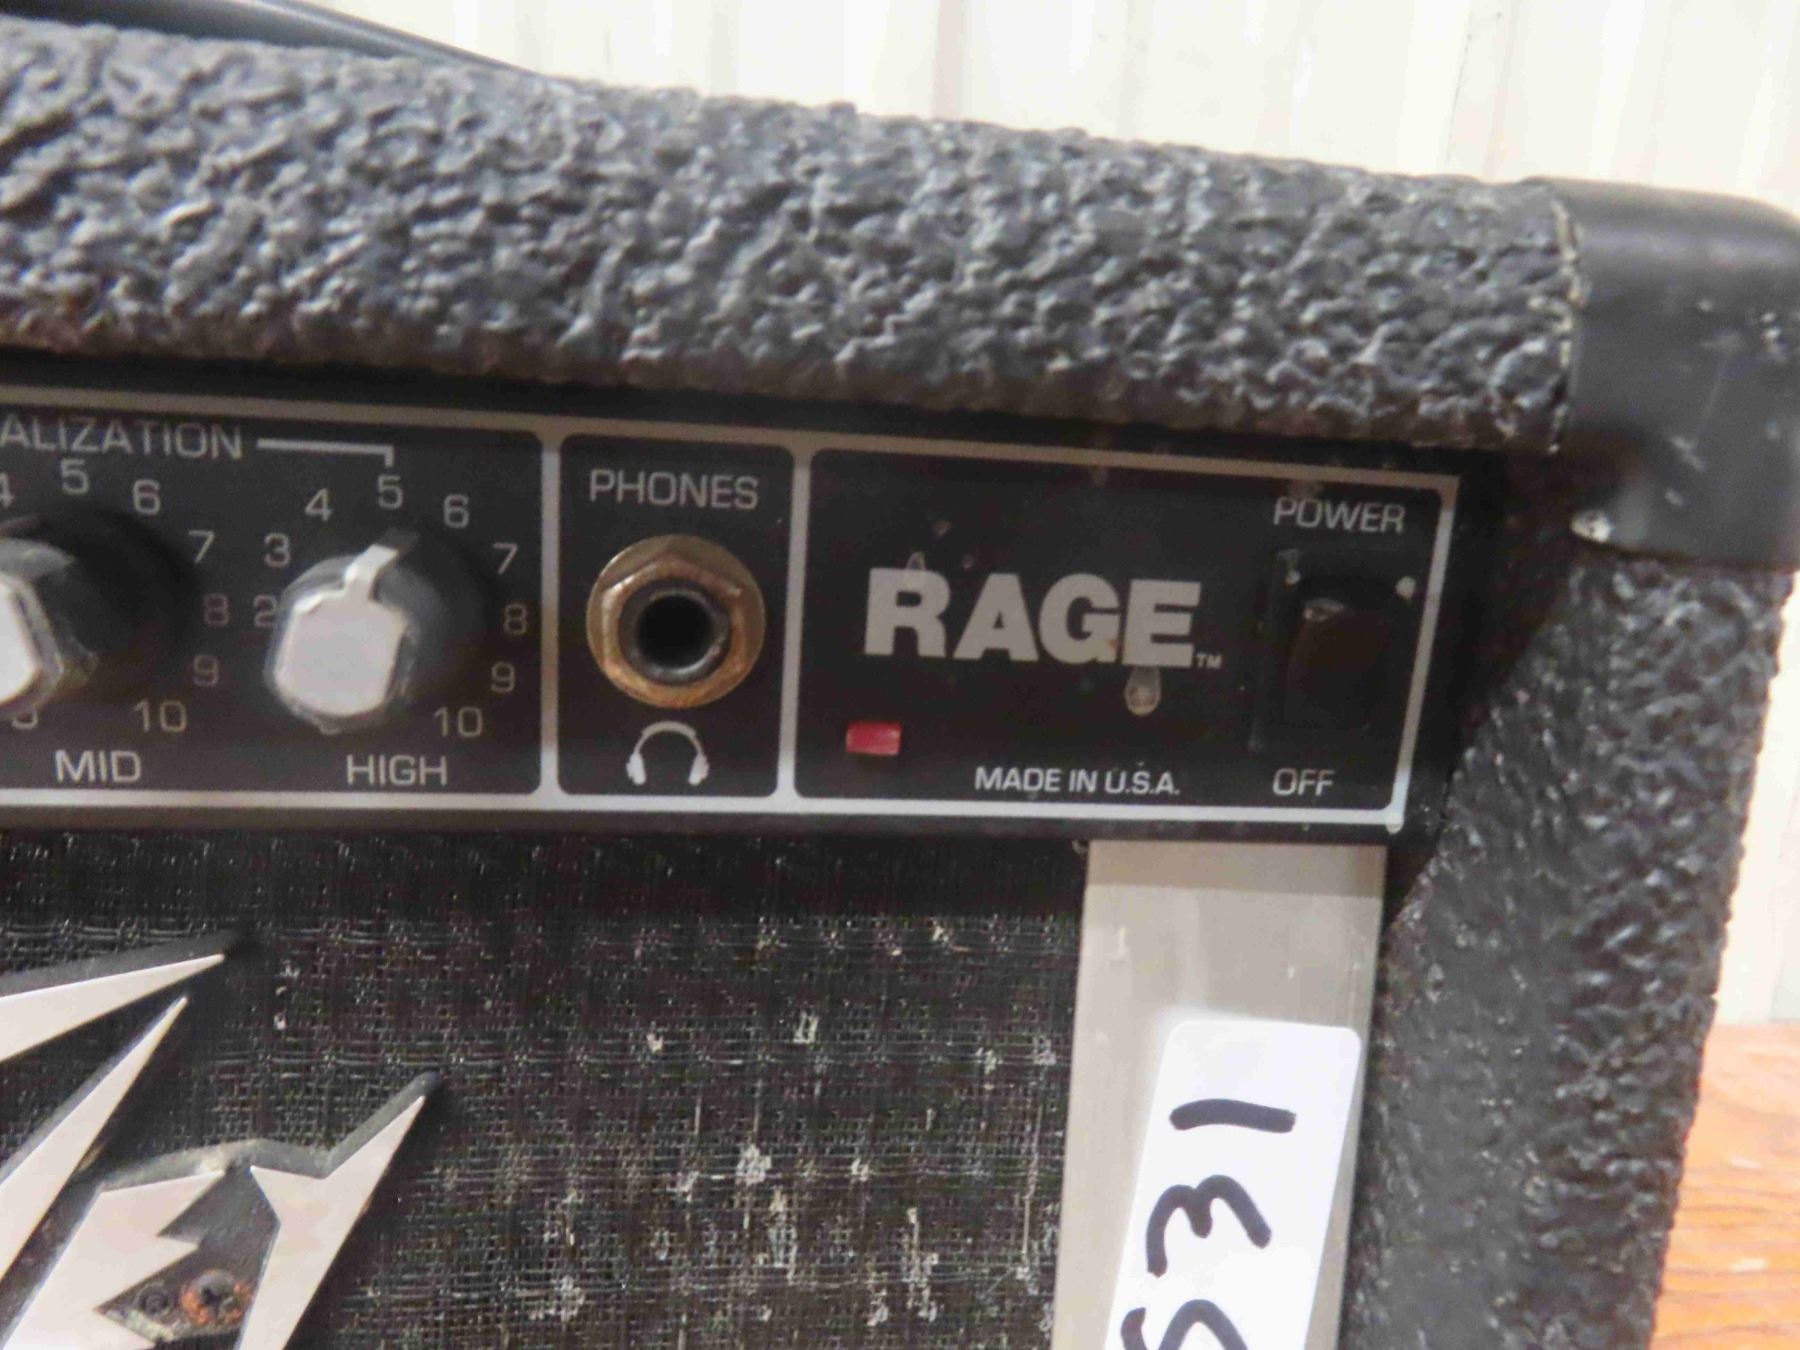 ALIZATION
4 5 6 7 8 9 10
MID
2 3 4 5 6 7 8 9 10
HIGH
PHONES
RAGE™
MADE IN U.S.A.
POWER
OFF